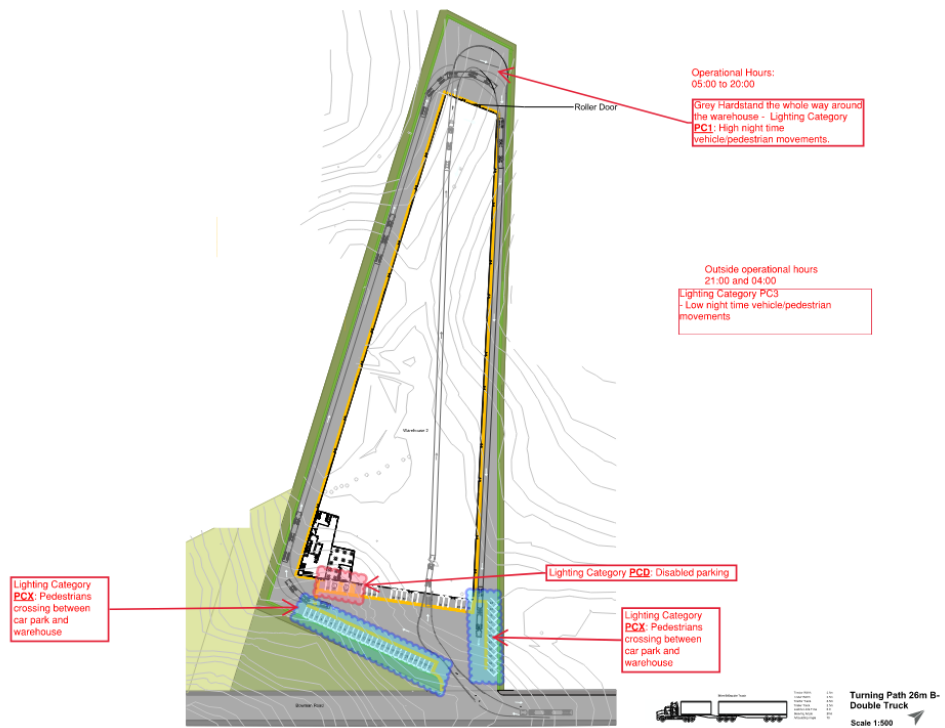 Operational Hours:
05:00 to 20:00
Roller Door
Grey Hardstand the whole way around
the warehouse - Lighting Category
PC1: High night time
vehicle/pedestrian movements.
Outside operational hours
21:00 and 04:00
Lighting Category PC3
- Low night time vehicle/pedestrian
movements
Lighting Category PCD: Disabled parking
Lighting Category
PCX: Pedestrians
crossing between
car park and
warehouse
Lighting Category
PCX: Pedestrians
crossing between
car park and
warehouse
Turning Path 26m B-
Double Truck
Scale 1:500